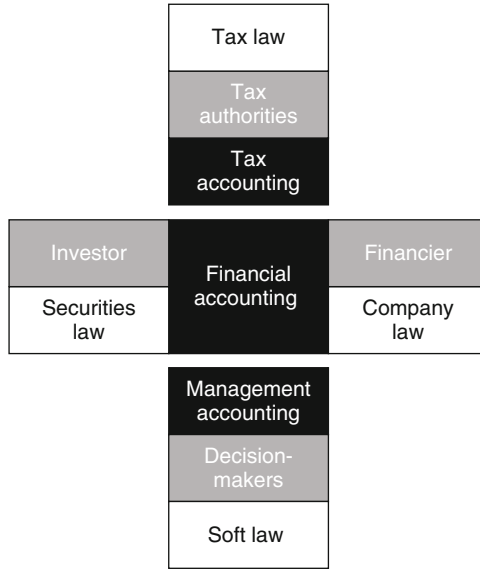 Tax law
Tax
authorities
Tax
accounting
Investor
Securities
law
Financial
accounting
Financier
Company
law
Management
accounting
Decision-
makers
Soft law